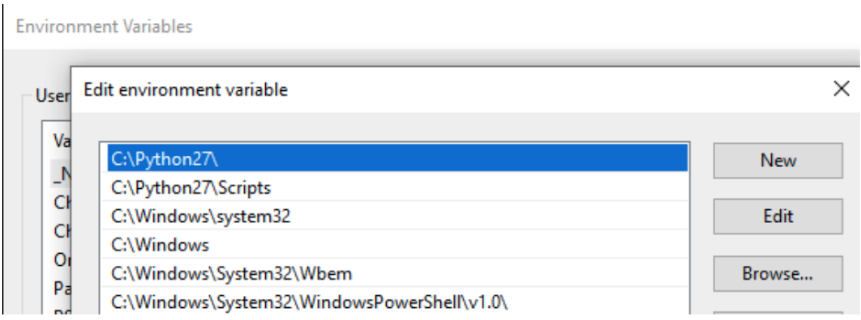 Environment Variables
Edit environment variable
User
Va
C:\Python27\
New
_N
C:\Python27\Scripts
Ch
C:\Windows\system32
Edit
Ch
C:\Windows
Or
C:\Windows\System32\Wbem
Browse...
Pa
C:\Windows\System32\WindowsPowerShell\v1.0\